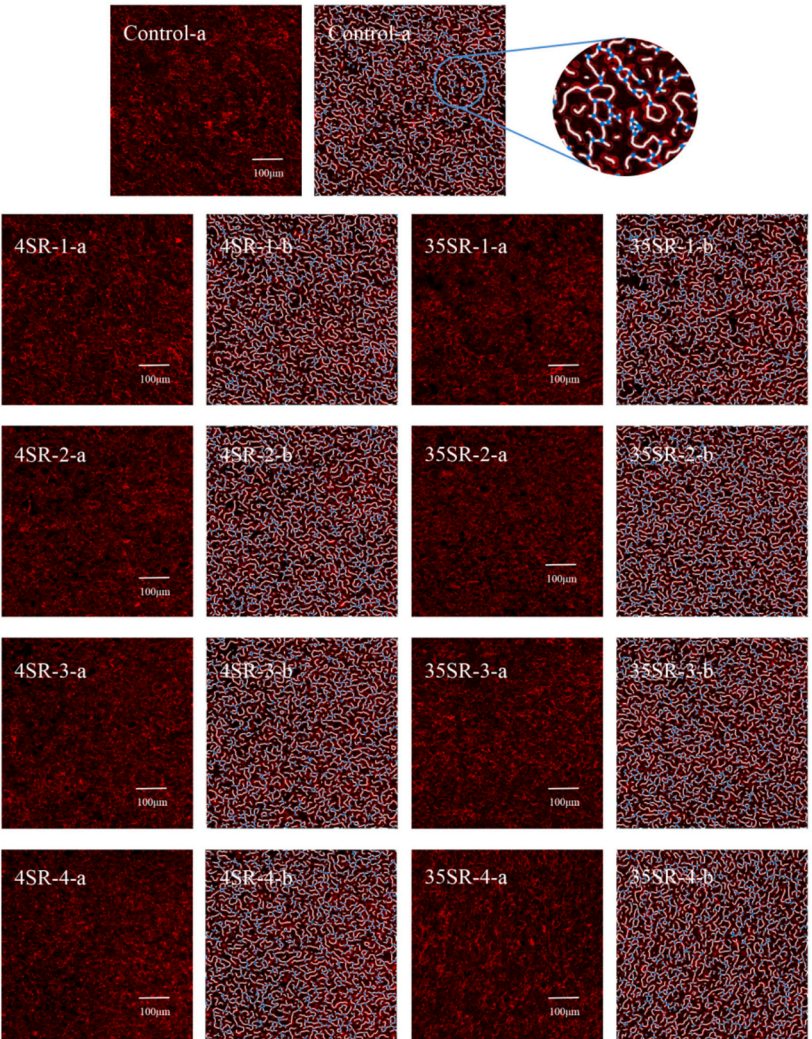 Control-a
Control-a
100μm
4SR-1-a
4SR-1-b
35SR-1-a
35SR-1-b
100μm
100μm
4SR-2-a
4SR-2-b
35SR-2-a
35SR-2-b
100μm
100μm
4SR-3-a
4SR-3-b
35SR-3-a
35SR-3-b
100μm
100μm
4SR-4-a
4SR-4-b
35SR-4-a
35SR-4-b
100μm
100μm